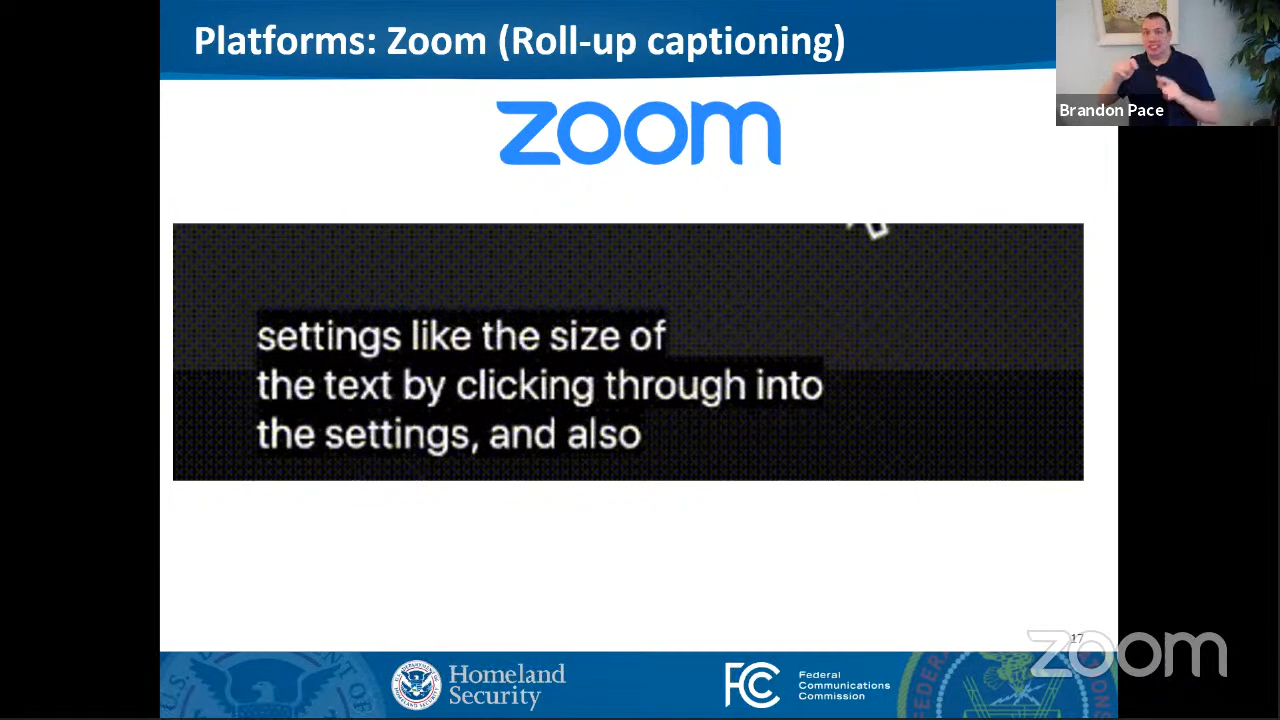 Platforms: Zoom (Roll-up captioning)
Brandon Pace
zoom
settings like the size of
the text by clicking through into
the settings, and also
17
zoom
Homeland
Security
FCC
Federal
Communications
Commission